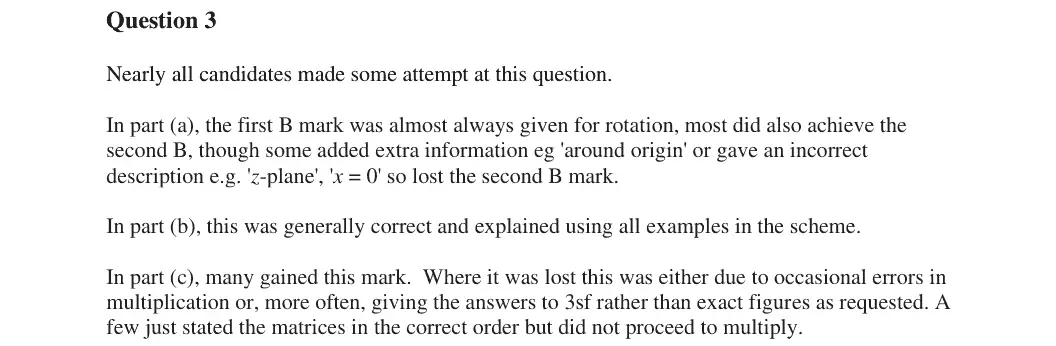 Question 3
Nearly all candidates made some attempt at this question.
In part (a), the first B mark was almost always given for rotation, most did also achieve the
second B, though some added extra information eg 'around origin' or gave an incorrect
description e.g. 'z-plane', 'x = 0' so lost the second B mark.
In part (b), this was generally correct and explained using all examples in the scheme.
In part (c), many gained this mark.  Where it was lost this was either due to occasional errors in
multiplication or, more often, giving the answers to 3sf rather than exact figures as requested. A
few just stated the matrices in the correct order but did not proceed to multiply.